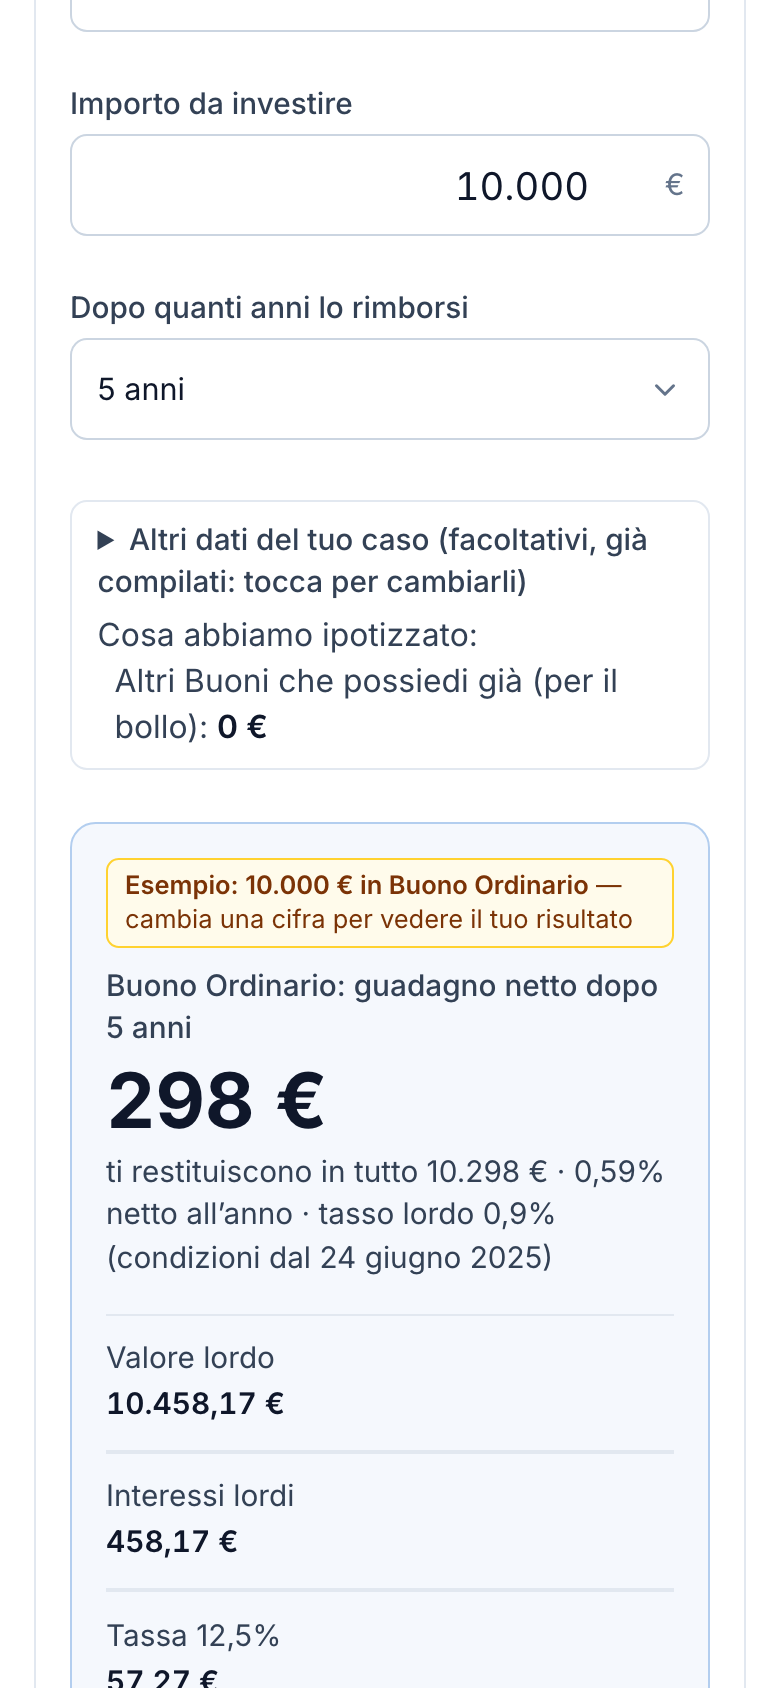 Importo da investire
10.000 €
Dopo quanti anni lo rimborsi
5 anni
▶ Altri dati del tuo caso (facoltativi, già
compilati: tocca per cambiarli)
Cosa abbiamo ipotizzato:
Altri Buoni che possiedi già (per il
bollo): 0 €
Esempio: 10.000 € in Buono Ordinario —
cambia una cifra per vedere il tuo risultato
Buono Ordinario: guadagno netto dopo
5 anni
298 €
ti restituiscono in tutto 10.298 € · 0,59%
netto all’anno · tasso lordo 0,9%
(condizioni dal 24 giugno 2025)
Valore lordo
10.458,17 €
Interessi lordi
458,17 €
Tassa 12,5%
57,27 €